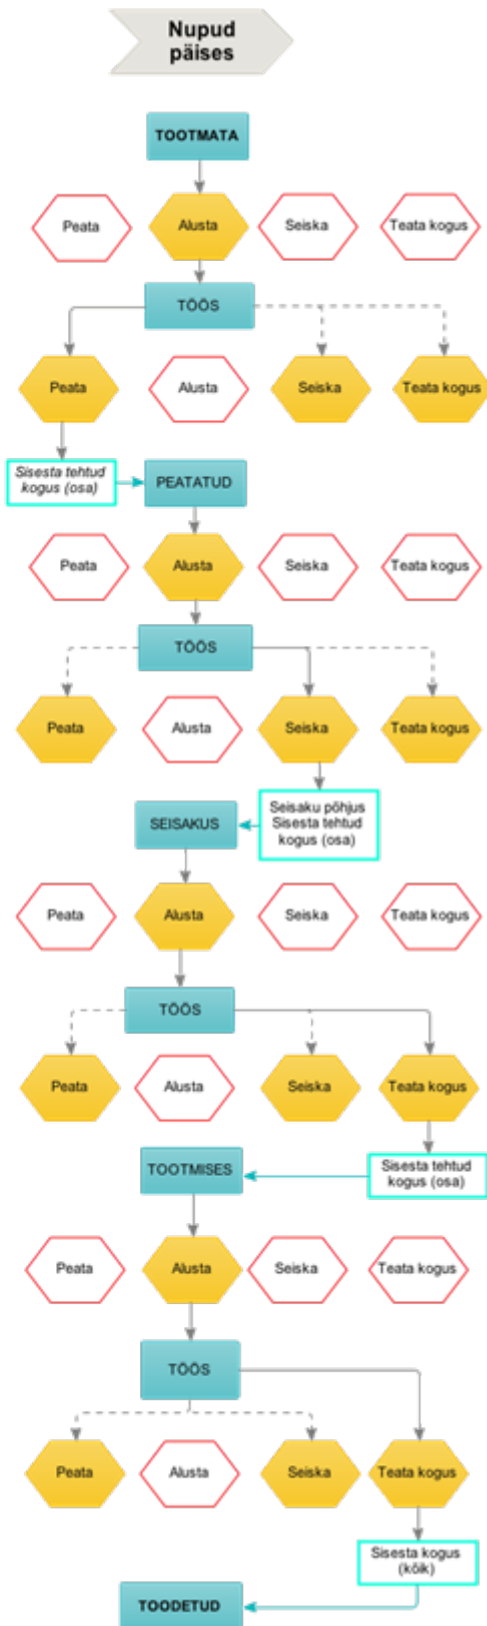 Nupud
päises
TOOTMATA
Peata
Alusta
Seiska
Teata kogus
TÖÖS
Peata
Alusta
Seiska
Teata kogus
Sisesta tehtud
kogus (osa)
PEATATUD
Peata
Alusta
Seiska
Teata kogus
TÖÖS
Peata
Alusta
Seiska
Teata kogus
Seisaku põhjus
Sisesta tehtud
kogus (osa)
SEISAKUS
Peata
Alusta
Seiska
Teata kogus
TÖÖS
Peata
Alusta
Seiska
Teata kogus
Sisesta tehtud
kogus (osa)
TOOTMISES
Peata
Alusta
Seiska
Teata kogus
TÖÖS
Peata
Alusta
Seiska
Teata kogus
Sisesta kogus
(kõik)
TOODETUD